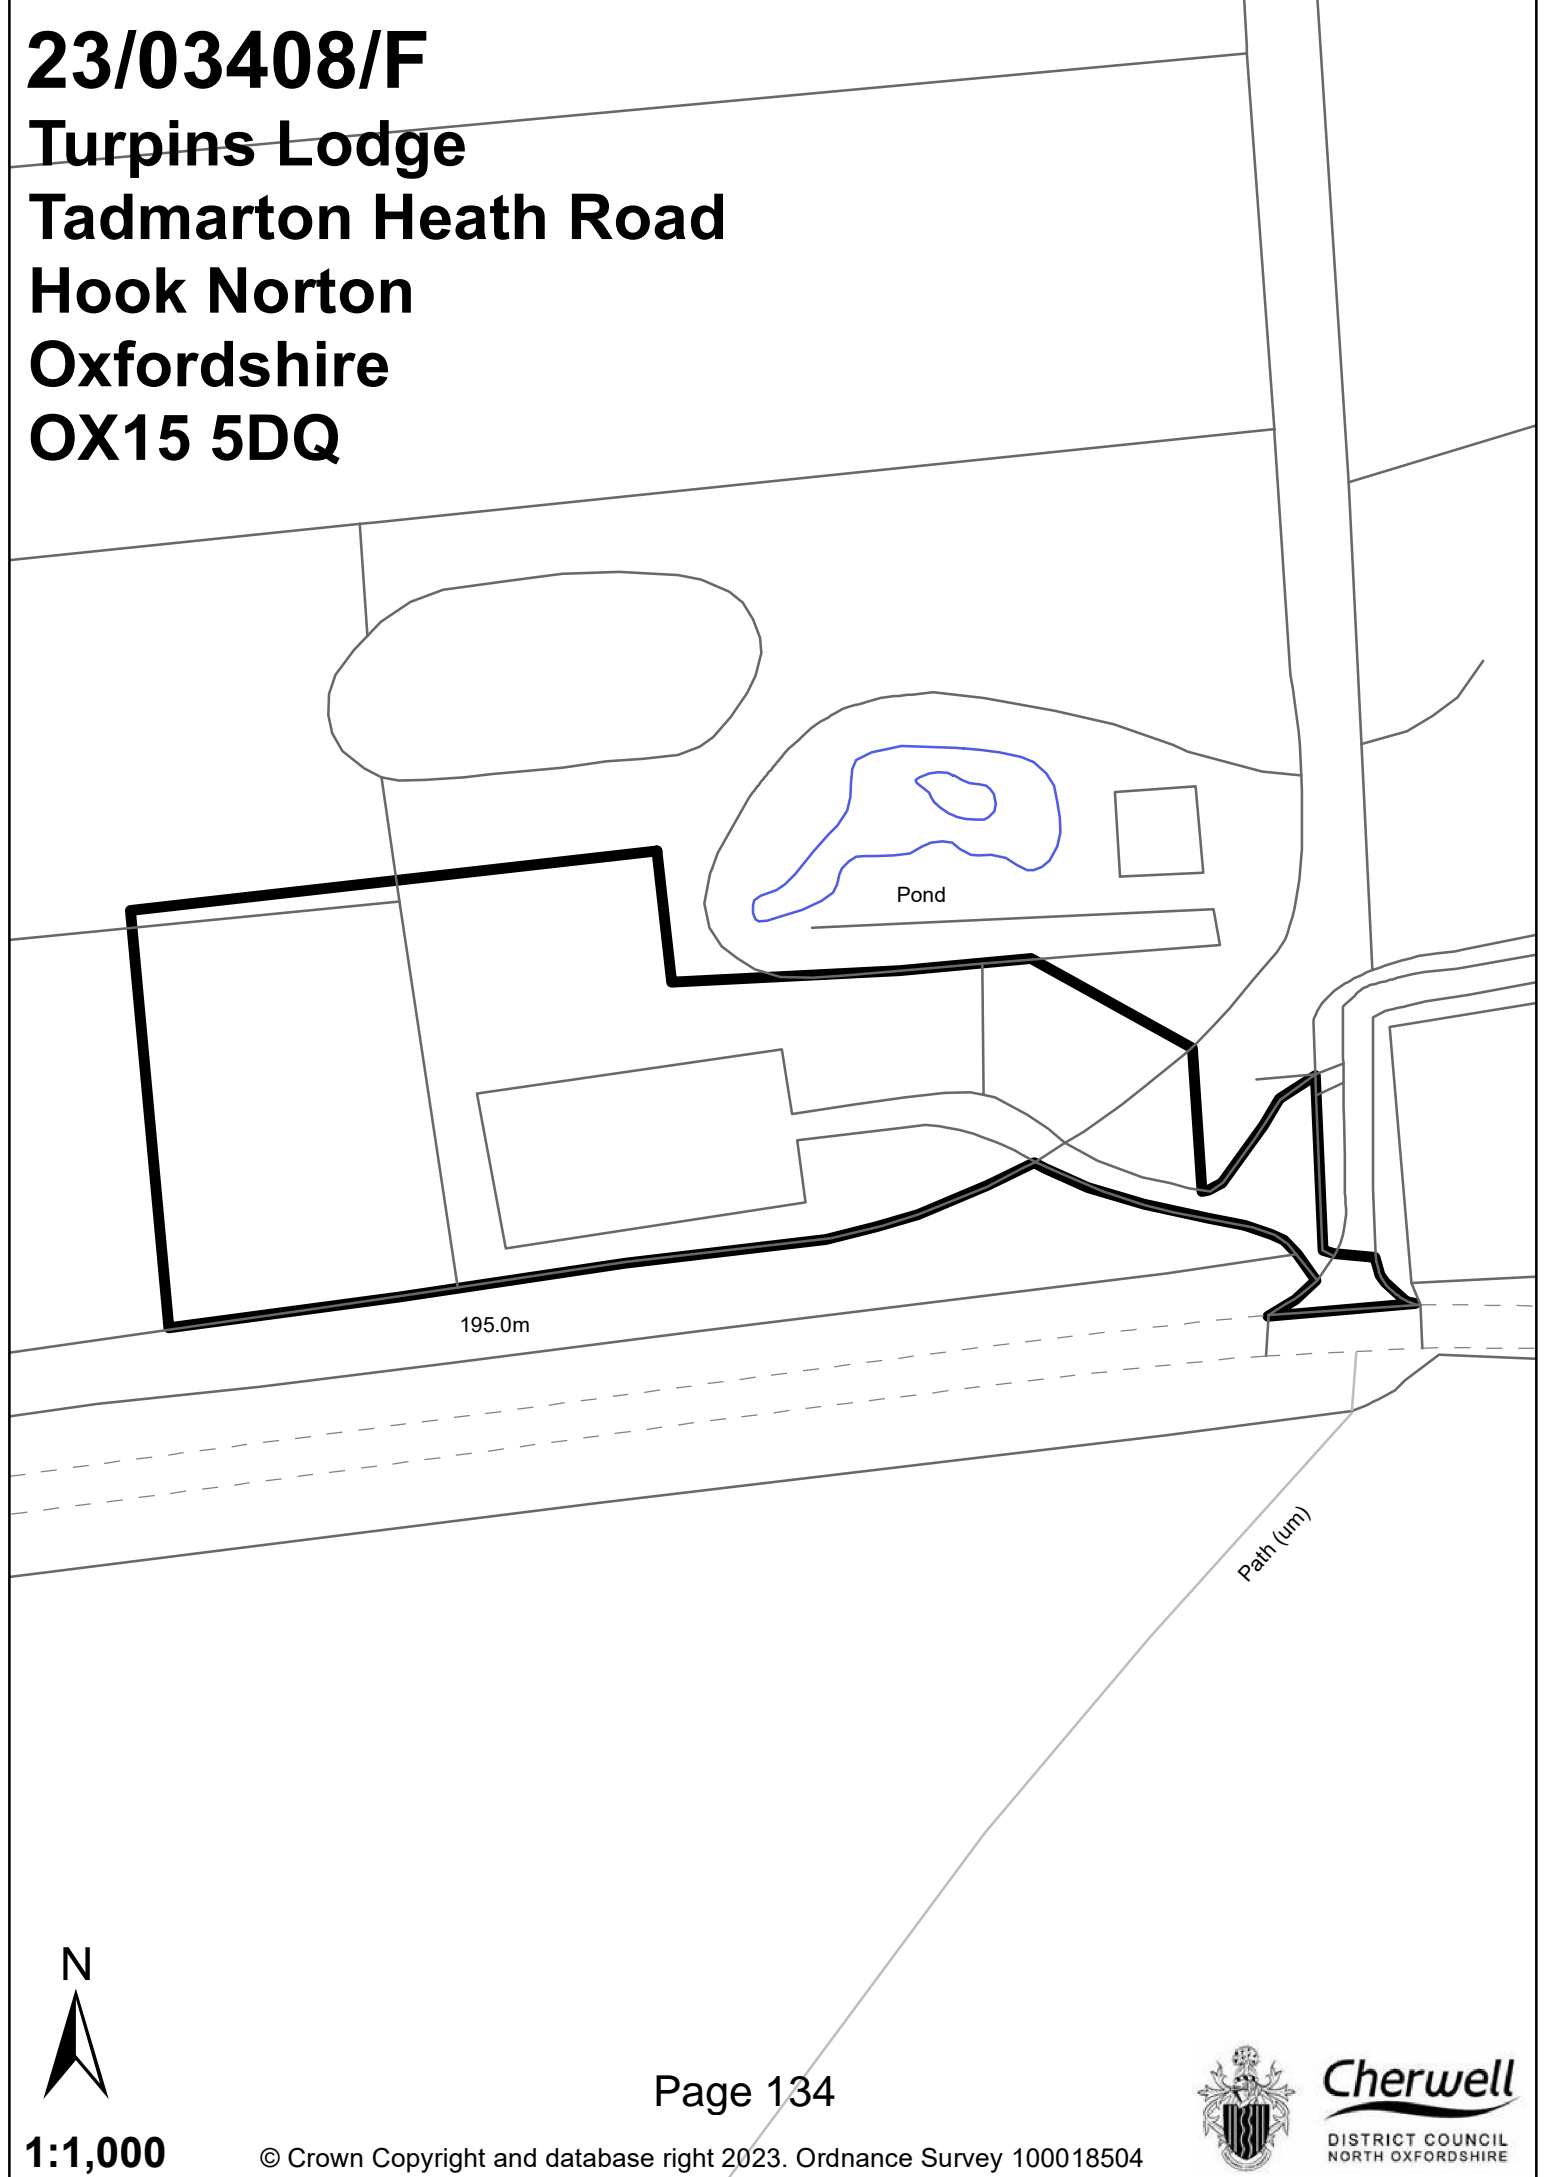 23/03408/F
Turpins Lodge
Tadmarton Heath Road
Hook Norton
Oxfordshire
OX15 5DQ
Pond
195.0m
Path (um)
N
Page 134
1:1,000
© Crown Copyright and database right 2023. Ordnance Survey 100018504
Cherwell
DISTRICT COUNCIL
NORTH OXFORDSHIRE